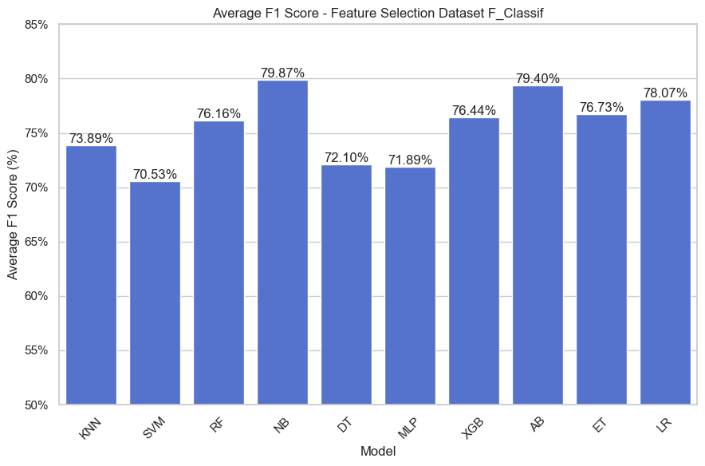 Average F1 Score - Feature Selection Dataset F_Classif
85%
80%
75%
70%
65%
60%
55%
50%
Average F1 Score (%)
73.89%
70.53%
76.16%
79.87%
72.10%
71.89%
76.44%
79.40%
76.73%
78.07%
KNN
SVM
RF
NB
DT
MLP
XGB
AB
ET
LR
Model